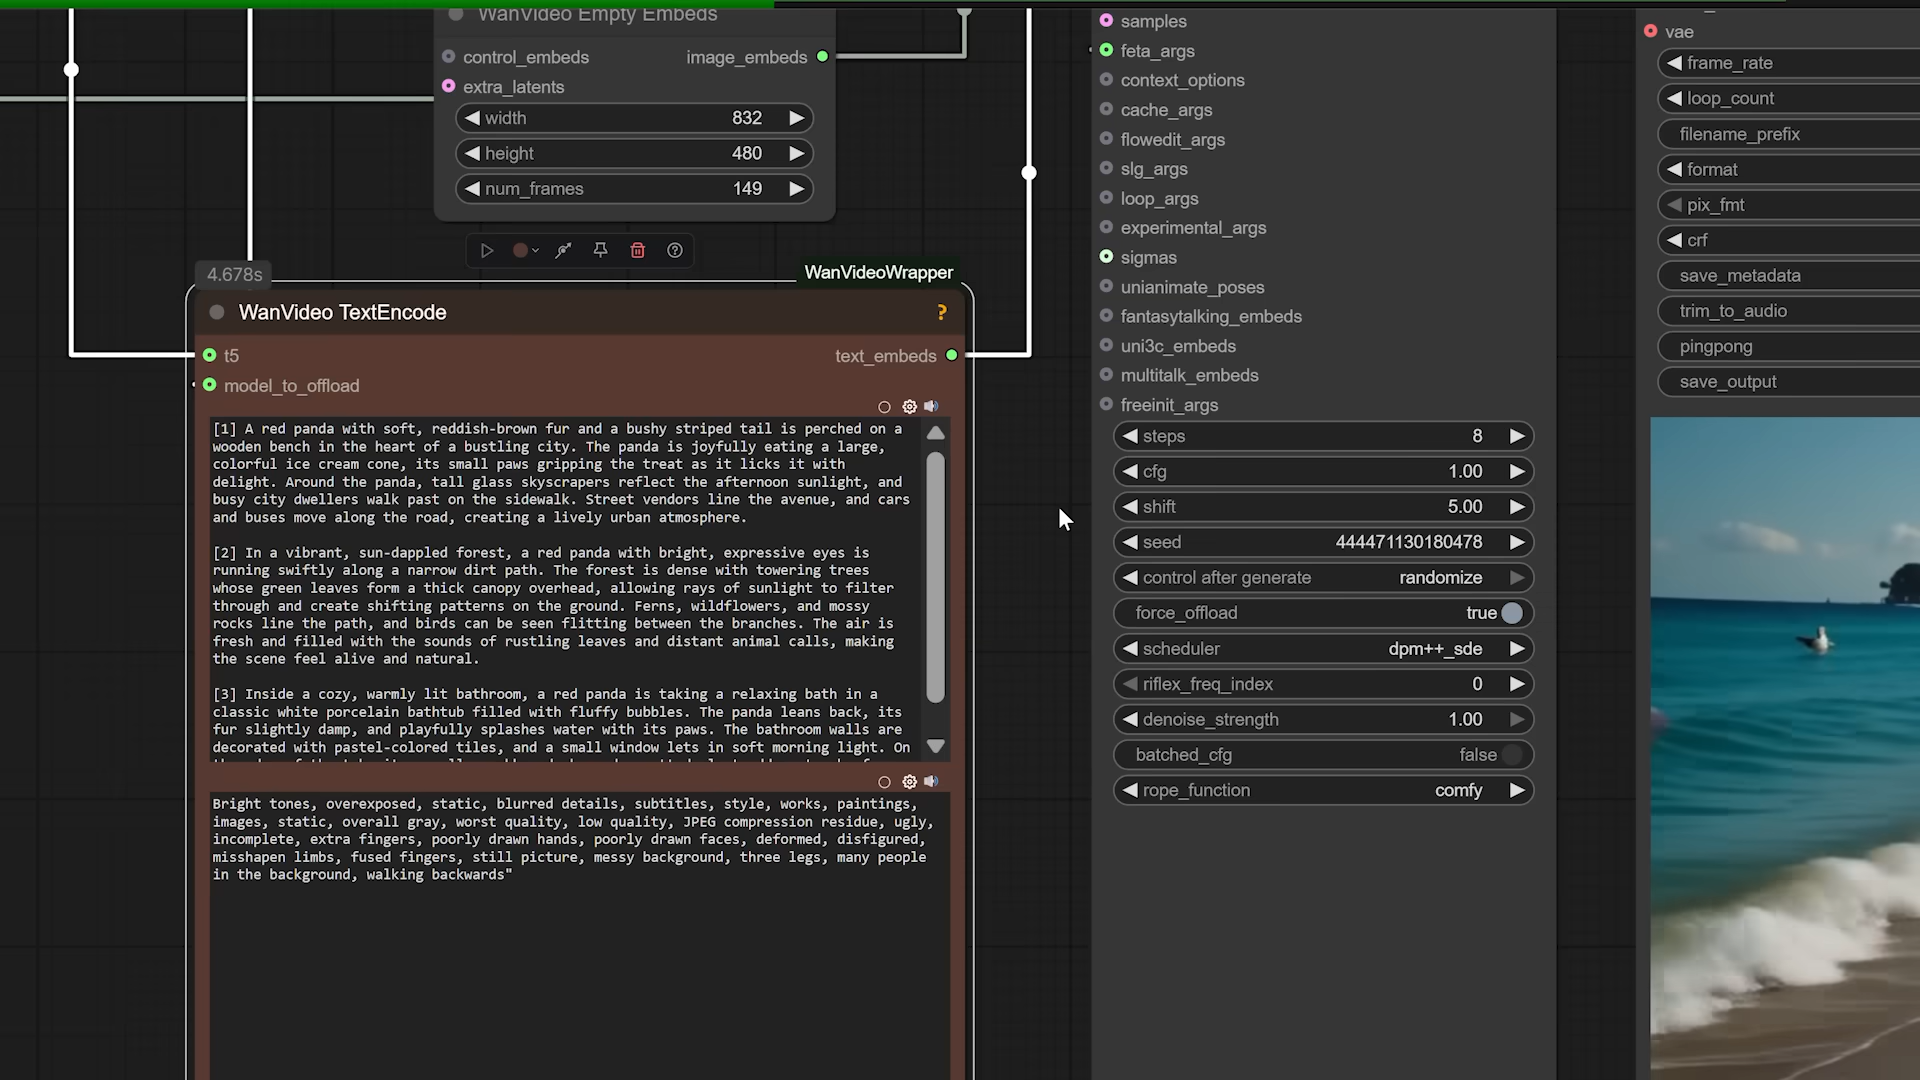 WanVideo Empty Embeds
control_embeds image_embeds
extra_latents
width 832
height 480
num_frames 149
4.678s
WanVideoWrapper
WanVideo TextEncode ?
t5 text_embeds
model_to_offload
[1] A red panda with soft, reddish-brown fur and a bushy striped tail is perched on a
wooden bench in the heart of a bustling city. The panda is joyfully eating a large,
colorful ice cream cone, its small paws gripping the treat as it licks it with
delight. Around the panda, tall glass skyscrapers reflect the afternoon sunlight, and
busy city dwellers walk past on the sidewalk. Street vendors line the avenue, and cars
and buses move along the road, creating a lively urban atmosphere.
[2] In a vibrant, sun-dappled forest, a red panda with bright, expressive eyes is
running swiftly along a narrow dirt path. The forest is dense with towering trees
whose green leaves form a thick canopy overhead, allowing rays of sunlight to filter
through and create shifting patterns on the ground. Ferns, wildflowers, and mossy
rocks line the path, and birds can be seen flitting between the branches. The air is
fresh and filled with the sounds of rustling leaves and distant animal calls, making
the scene feel alive and natural.
[3] Inside a cozy, warmly lit bathroom, a red panda is taking a relaxing bath in a
classic white porcelain bathtub filled with fluffy bubbles. The panda leans back, its
fur slightly damp, and playfully splashes water with its paws. The bathroom walls are
decorated with pastel-colored tiles, and a small window lets in soft morning light. On
Bright tones, overexposed, static, blurred details, subtitles, style, works, paintings,
images, static, overall gray, worst quality, low quality, JPEG compression residue, ugly,
incomplete, extra fingers, poorly drawn hands, poorly drawn faces, deformed, disfigured,
misshapen limbs, fused fingers, still picture, messy background, three legs, many people
in the background, walking backwards"
samples
feta_args
context_options
cache_args
flowedit_args
slg_args
loop_args
experimental_args
sigmas
unianimate_poses
fantasytalking_embeds
uni3c_embeds
multitalk_embeds
freeinit_args
steps 8
cfg 1.00
shift 5.00
seed 444471130180478
control after generate randomize
force_offload true
scheduler dpm++_sde
riflex_freq_index 0
denoise_strength 1.00
batched_cfg false
rope_function comfy
vae
frame_rate
loop_count
filename_prefix
format
pix_fmt
crf
save_metadata
trim_to_audio
pingpong
save_output